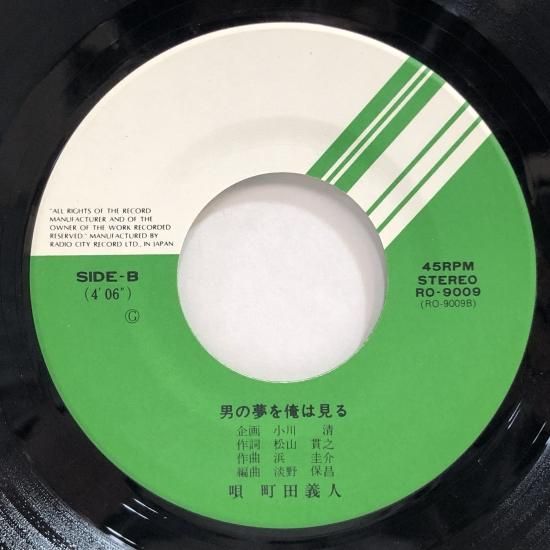 "ALL RIGHTS OF THE RECORD
MANUFACTURER AND OF THE
OWNER OF THE WORK RECORDED
RESERVED." MANUFACTURED BY
RADIO CITY RECORD LTD., IN JAPAN
SIDE-B
(4'06")
Ⓖ
45RPM
STEREO
RO-9009
(RO-9009B)
男の夢を俺は見る
企画 小川 清
作詞 松山 貫之
作曲 浜 圭介
編曲 淡野 保昌
唄 町田義人